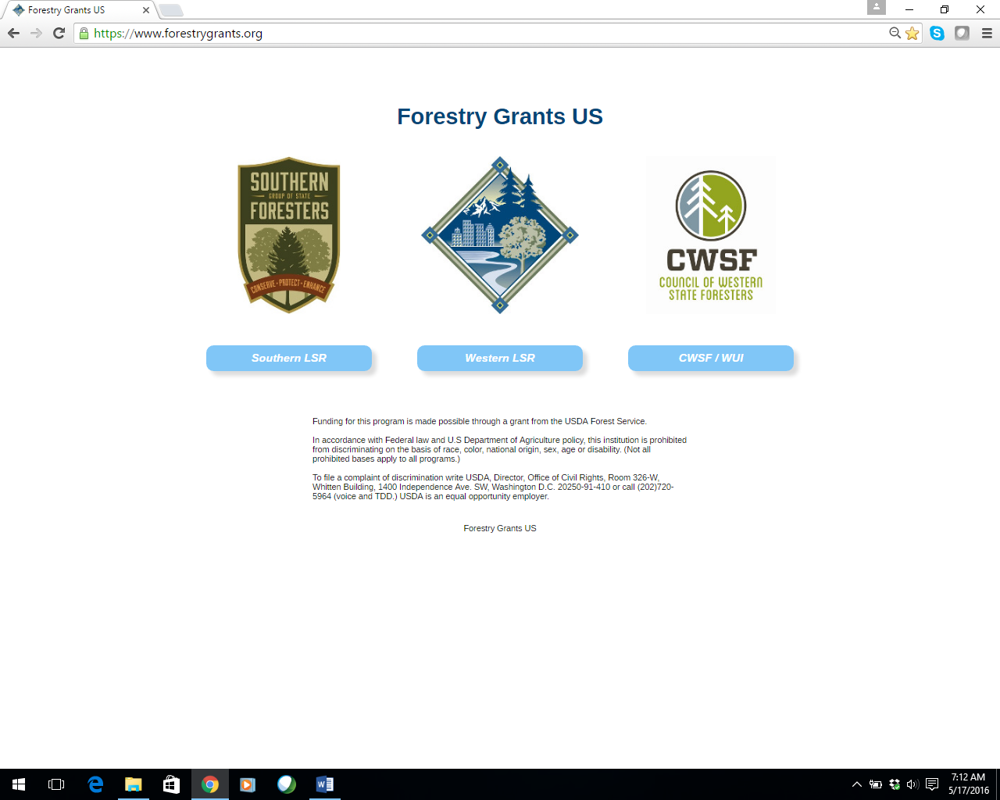 Forestry Grants US
https://www.forestrygrants.org
Forestry Grants US
SOUTHERN
GROUP OF STATE
FORESTERS
CONSERVE • PROTECT • ENHANCE
CWSF
COUNCIL OF WESTERN
STATE FORESTERS
Southern LSR
Western LSR
CWSF / WUI
Funding for this program is made possible through a grant from the USDA Forest Service.
In accordance with Federal law and U.S Department of Agriculture policy, this institution is prohibited
from discriminating on the basis of race, color, national origin, sex, age or disability. (Not all
prohibited bases apply to all programs.)
To file a complaint of discrimination write USDA, Director, Office of Civil Rights, Room 326-W,
Whitten Building, 1400 Independence Ave. SW, Washington D.C. 20250-91-410 or call (202)720-
5964 (voice and TDD.) USDA is an equal opportunity employer.
Forestry Grants US
7:12 AM
5/17/2016